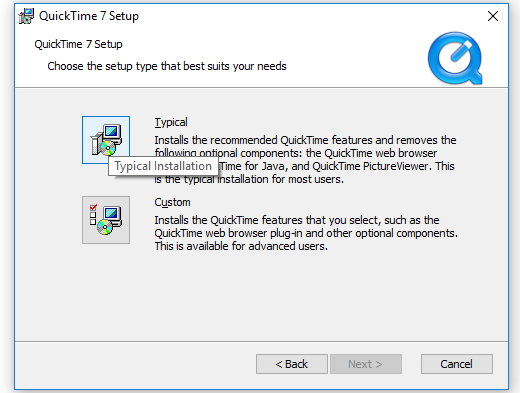 QuickTime 7 Setup
QuickTime 7 Setup
Choose the setup type that best suits your needs
Typical
Installs the recommended QuickTime features and removes the
following optional components: the QuickTime web browser
Typical Installation
Time for Java, and QuickTime PictureViewer. This
is the typical installation for most users.
Custom
Installs the QuickTime features that you select, such as the
QuickTime web browser plug-in and other optional components.
This is available for advanced users.
< Back
Next >
Cancel